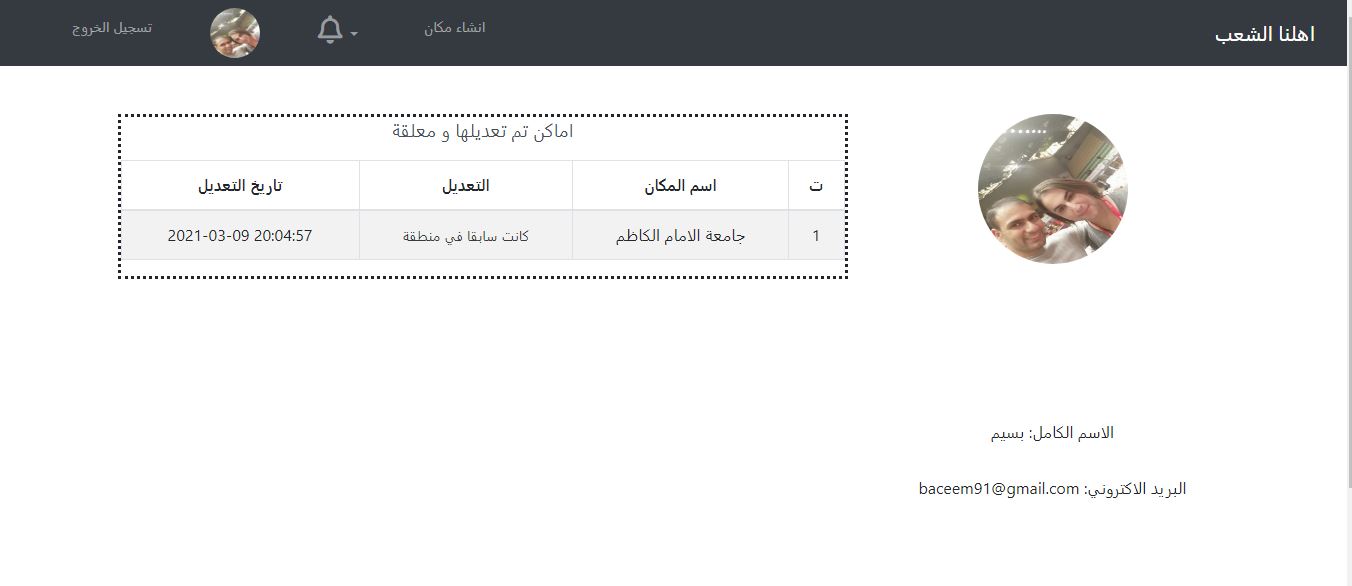 اهلنا الشعب
انشاء مكان
تسجيل الخروج
اماكن تم تعديلها و معلقة
ت اسم المكان التعديل تاريخ التعديل
1 جامعة الامام الكاظم كانت سابقا في منطقة 2021-03-09 20:04:57
الاسم الكامل: بسيم
البريد الاكتروني: baceem91@gmail.com